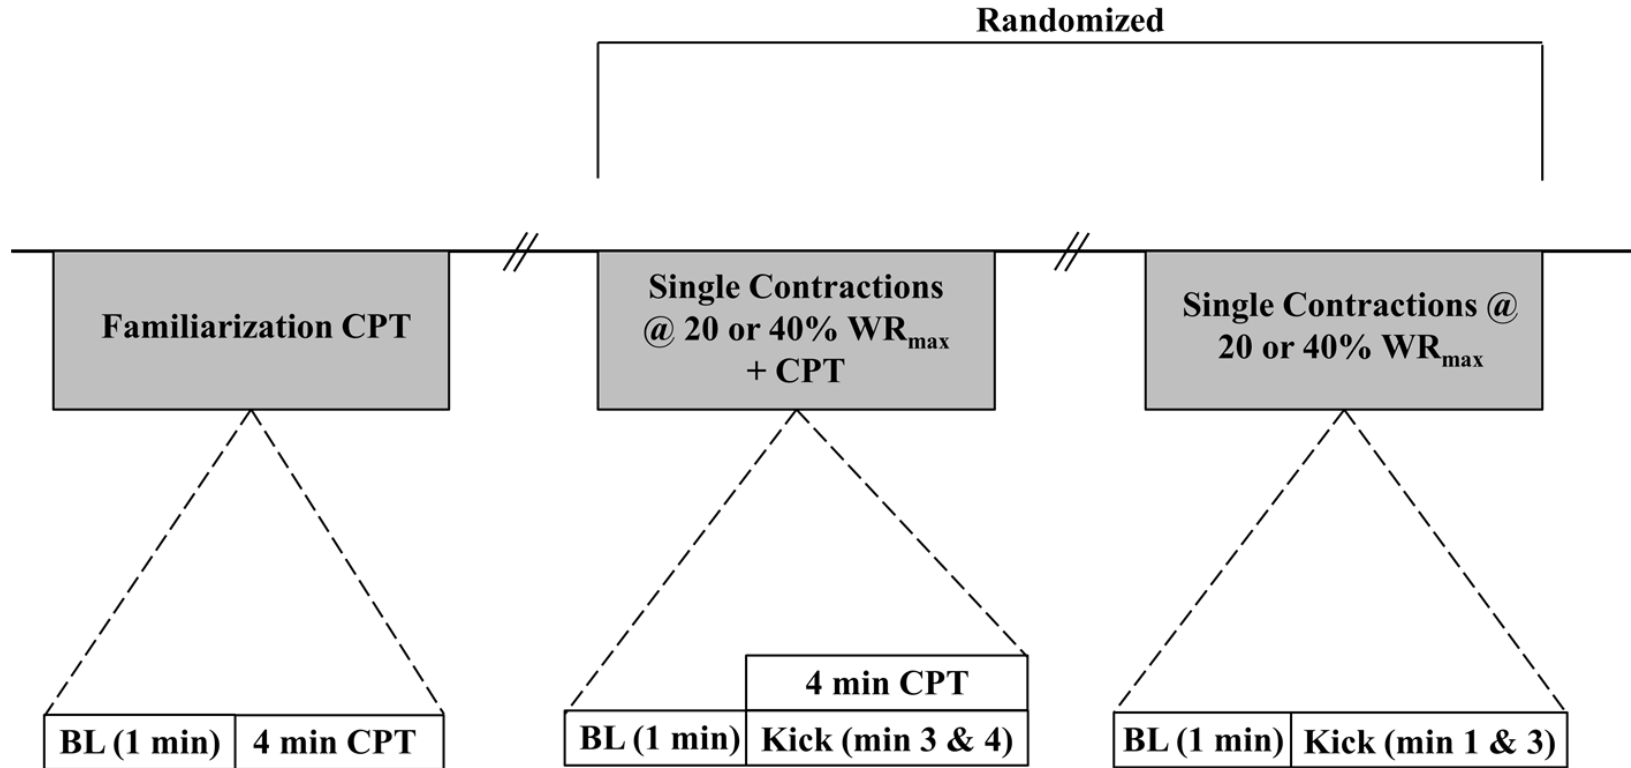 Randomized
Familiarization CPT
Single Contractions
@ 20 or 40% WRmax
+ CPT
Single Contractions @
20 or 40% WRmax
4 min CPT
BL (1 min) 4 min CPT
BL (1 min) Kick (min 3 & 4)
BL (1 min) Kick (min 1 & 3)